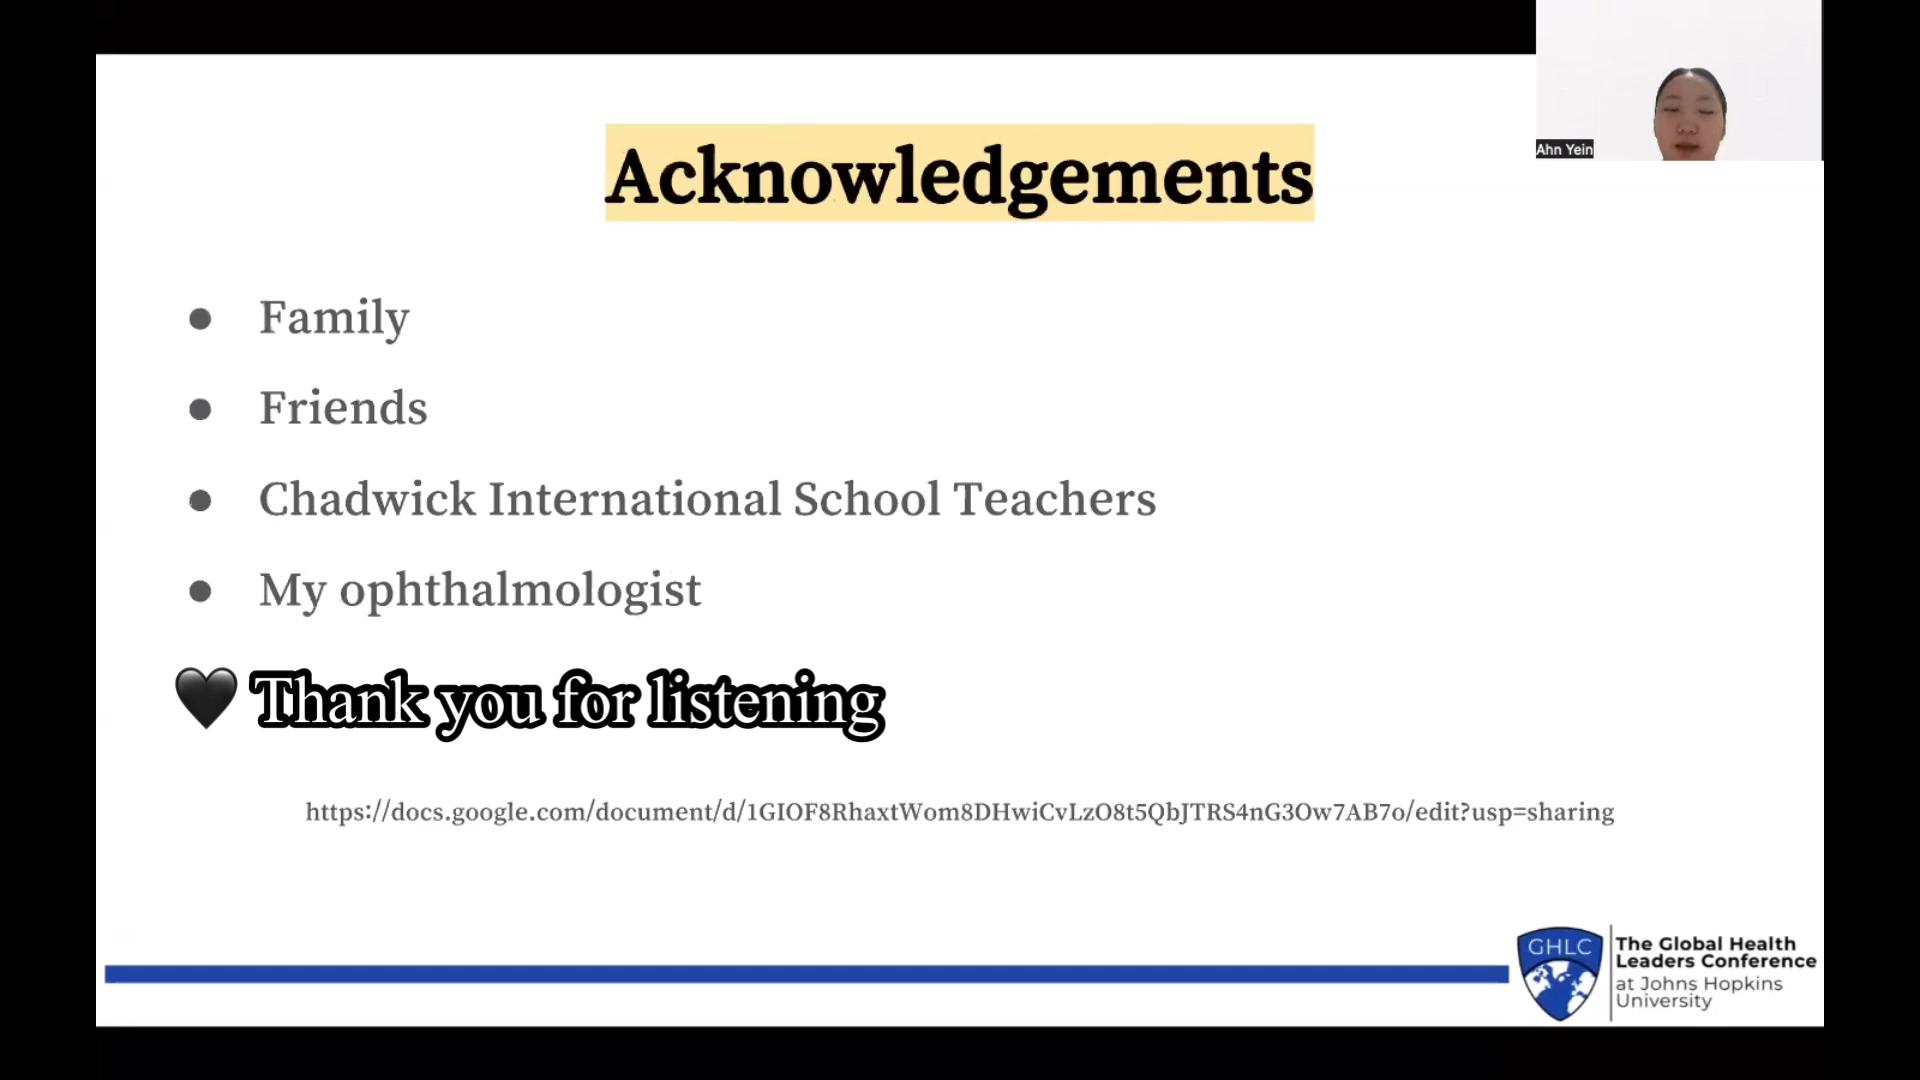 Ahn Yein
Acknowledgements
● Family
● Friends
● Chadwick International School Teachers
● My ophthalmologist
🖤 Thank you for listening
https://docs.google.com/document/d/1GIOF8RhaxtWom8DHwiCvLzO8t5QbJTRS4nG3Ow7AB7o/edit?usp=sharing
GHLC
The Global Health
Leaders Conference
at Johns Hopkins
University